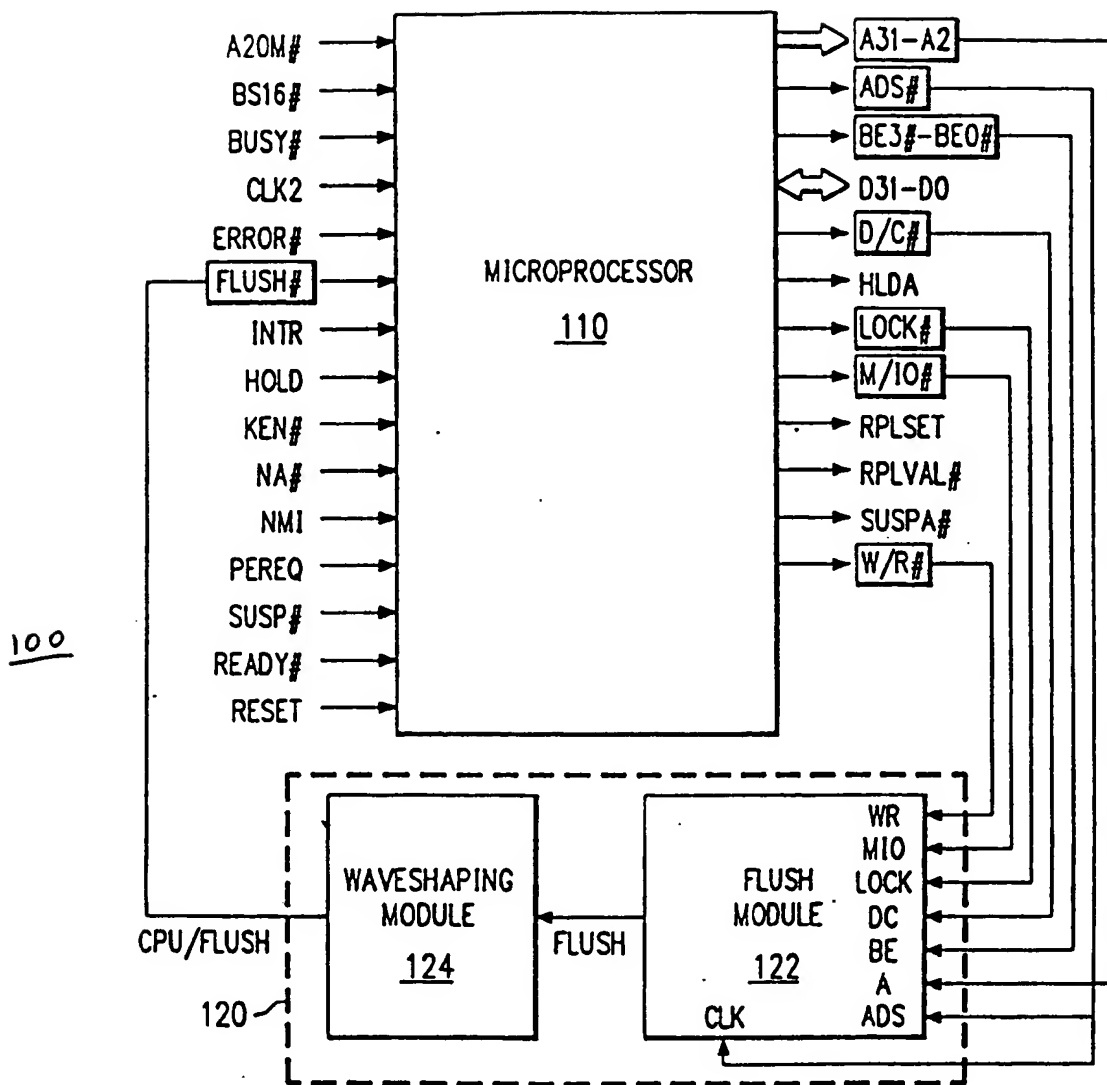 A20M#
BS16#
BUSY#
CLK2
ERROR#
FLUSH#
INTR
HOLD
KEN#
NA#
NMI
PEREQ
SUSP#
READY#
RESET
100
MICROPROCESSOR
110
A31-A2
ADS#
BE3#-BE0#
D31-D0
D/C#
HLDA
LOCK#
M/IO#
RPLSET
RPLVAL#
SUSPA#
W/R#
CPU/FLUSH
120
WAVESHAPING
MODULE
124
FLUSH
FLUSH
MODULE
122
CLK
WR
MIO
LOCK
DC
BE
A
ADS